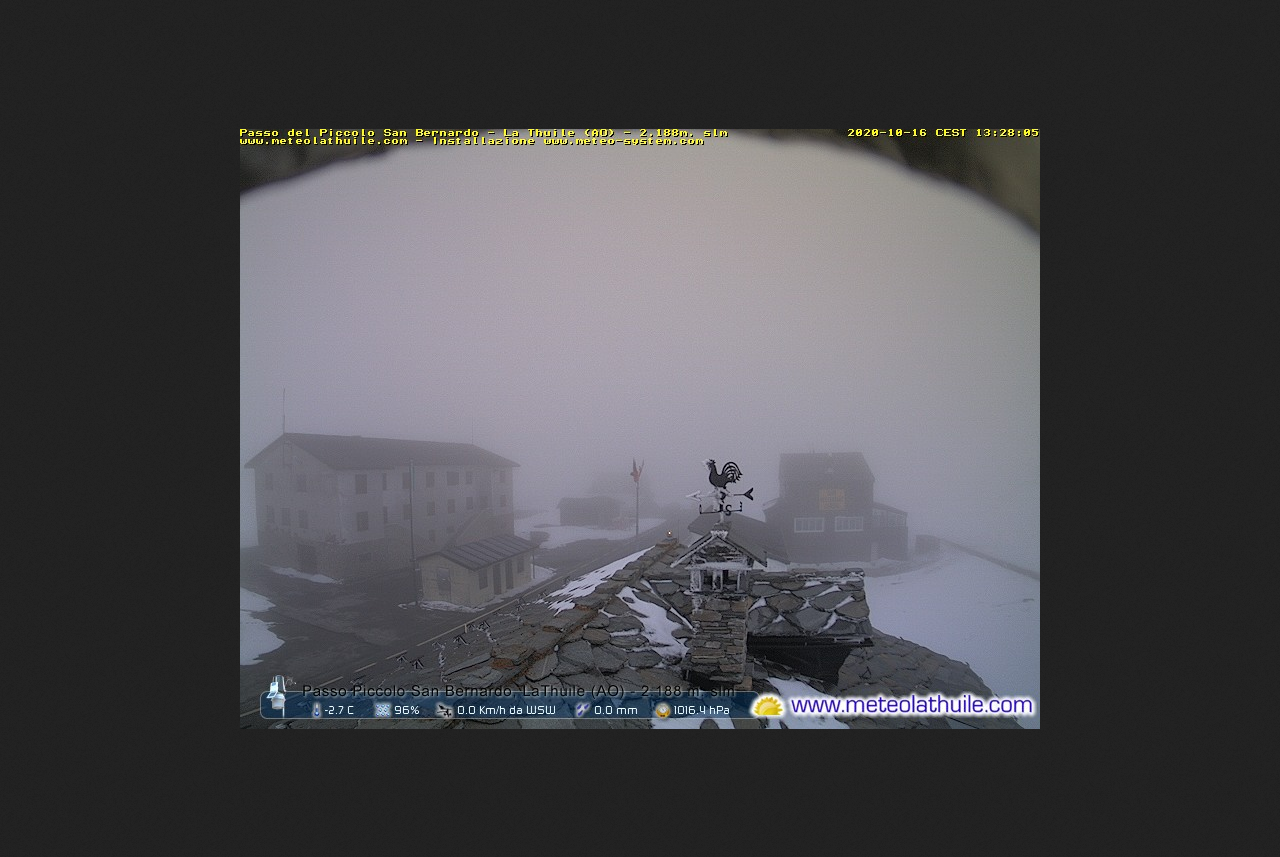 Passo del Piccolo San Bernardo - La Thuile (AO) - 2.188m. slm
2020-10-16 CEST 13:28:05
www.meteolathuile.com - Installazione www.meteo-system.com
S
Passo Piccolo San Bernardo, LaThuile (AO) - 2.188 m. slm
-2.7 C 96% 0.0 Km/h da WSW 0.0 mm 1016.4 hPa
www.meteolathuile.com